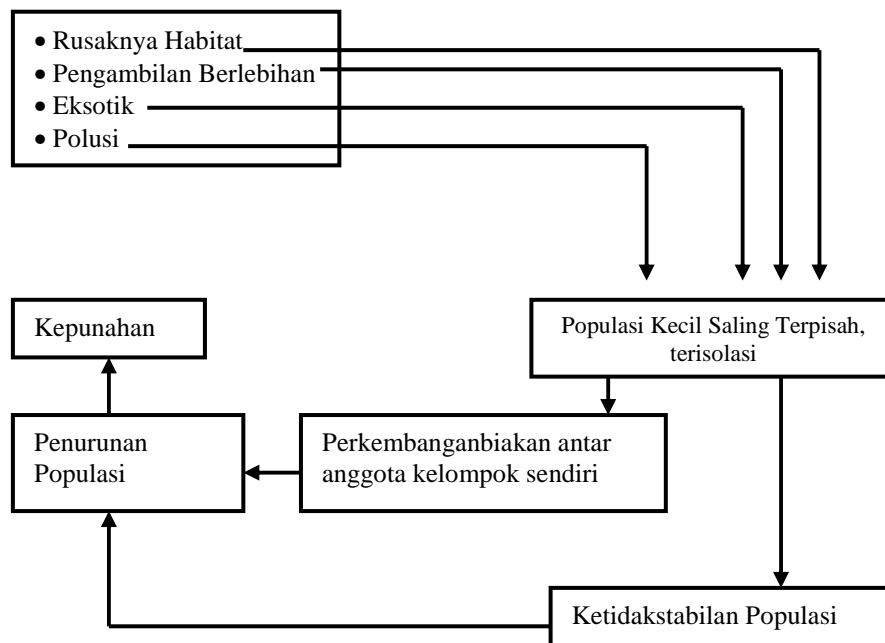 • Rusaknya Habitat
• Pengambilan Berlebihan
• Eksotik
• Polusi
Kepunahan
Populasi Kecil Saling Terpisah,
terisolasi
Penurunan
Populasi
Perkembanganbiakan antar
anggota kelompok sendiri
Ketidakstabilan Populasi